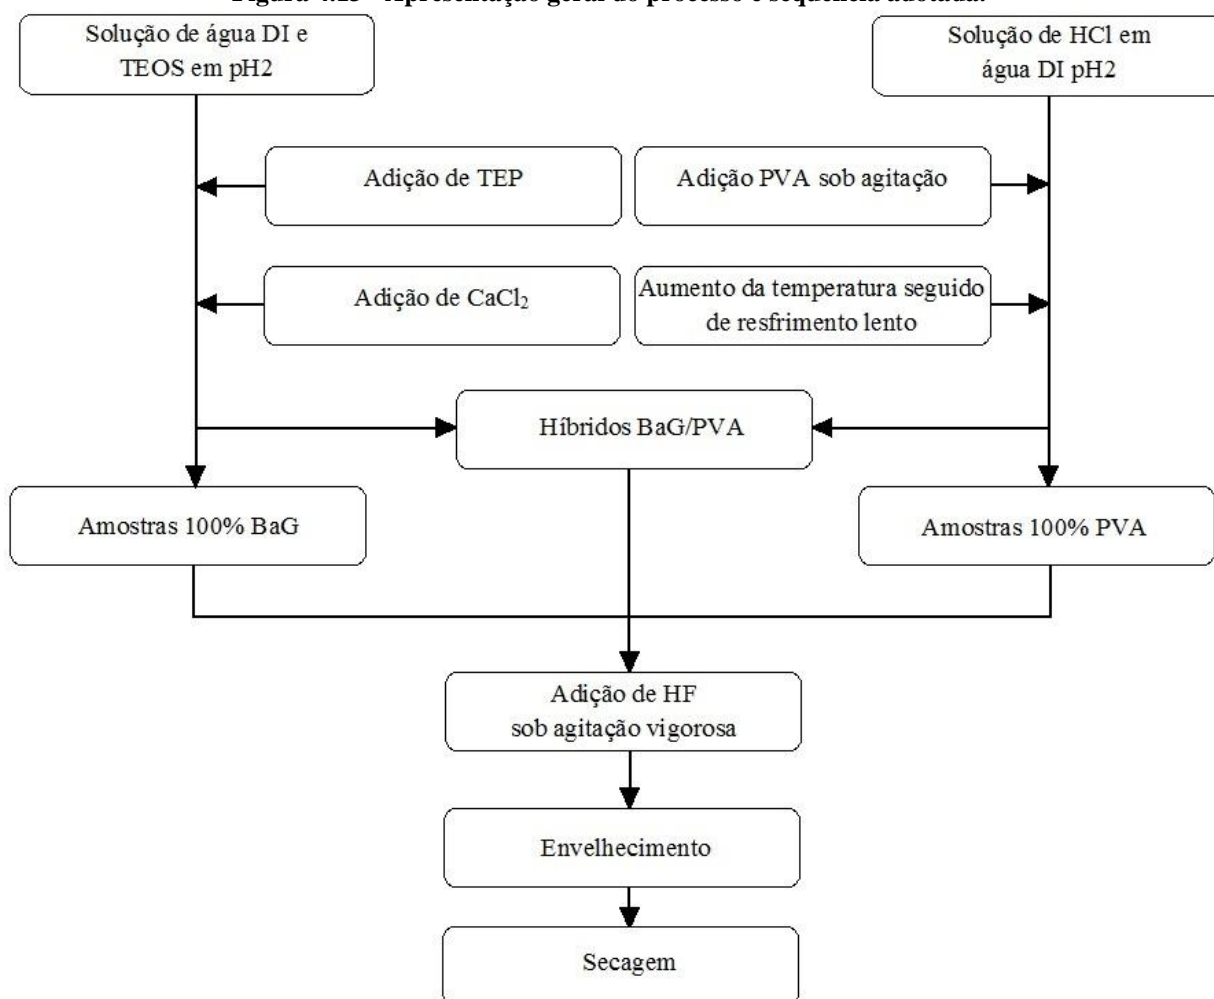 Figura 4.13 - Apresentação geral do processo e sequência adotada.
Solução de água DI e
TEOS em pH2
Solução de HCl em
água DI pH2
Adição de TEP
Adição PVA sob agitação
Adição de CaCl₂
Aumento da temperatura seguido
de resfrimento lento
Híbridos BaG/PVA
Amostras 100% BaG
Amostras 100% PVA
Adição de HF
sob agitação vigorosa
Envelhecimento
Secagem